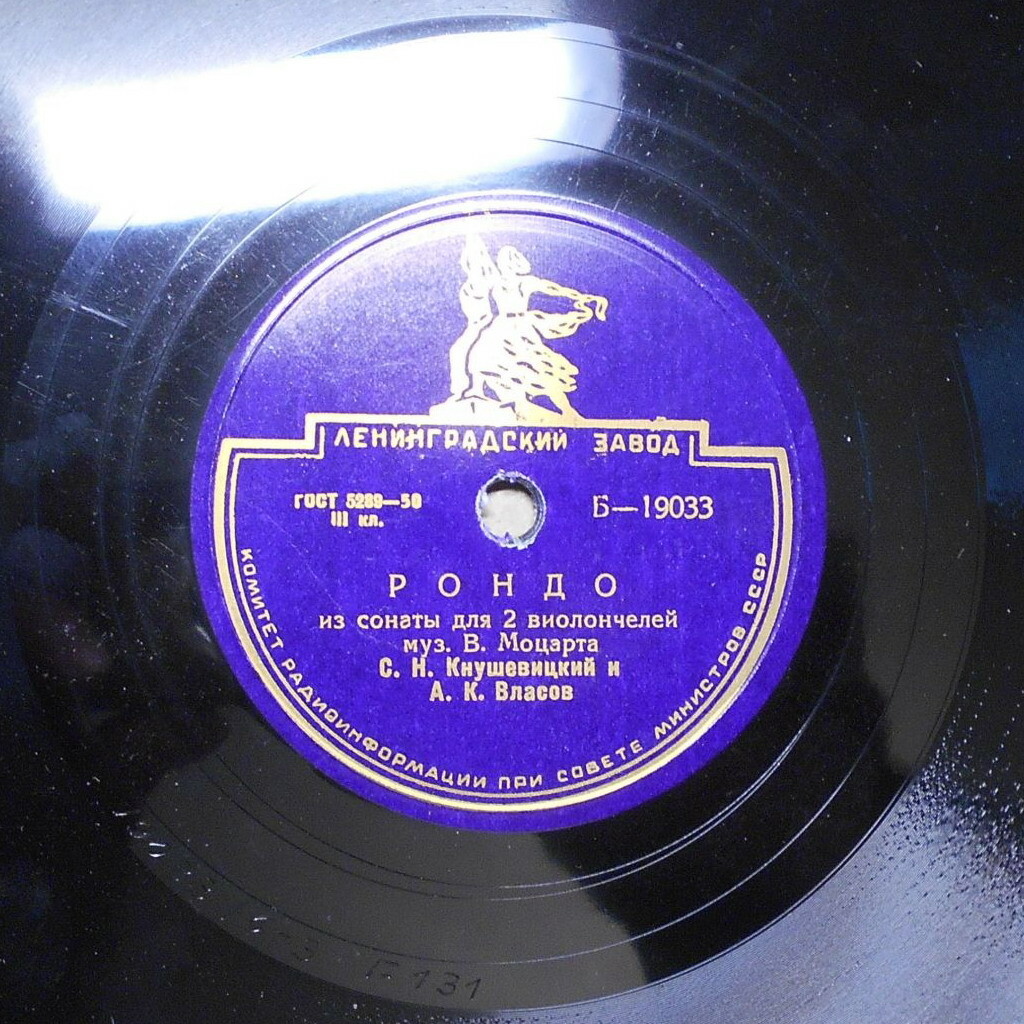 ЛЕНИНГРАДСКИЙ ЗАВОД
ГОСТ 5289—50
III кл.
Б—19033
РОНДО
из сонаты для 2 виолончелей
муз. В. Моцарта
С. Н. Кнушевицкий и
А. К. Власов
КОМИТЕТ РАДИОИНФОРМАЦИИ ПРИ СОВЕТЕ МИНИСТРОВ СССР
131